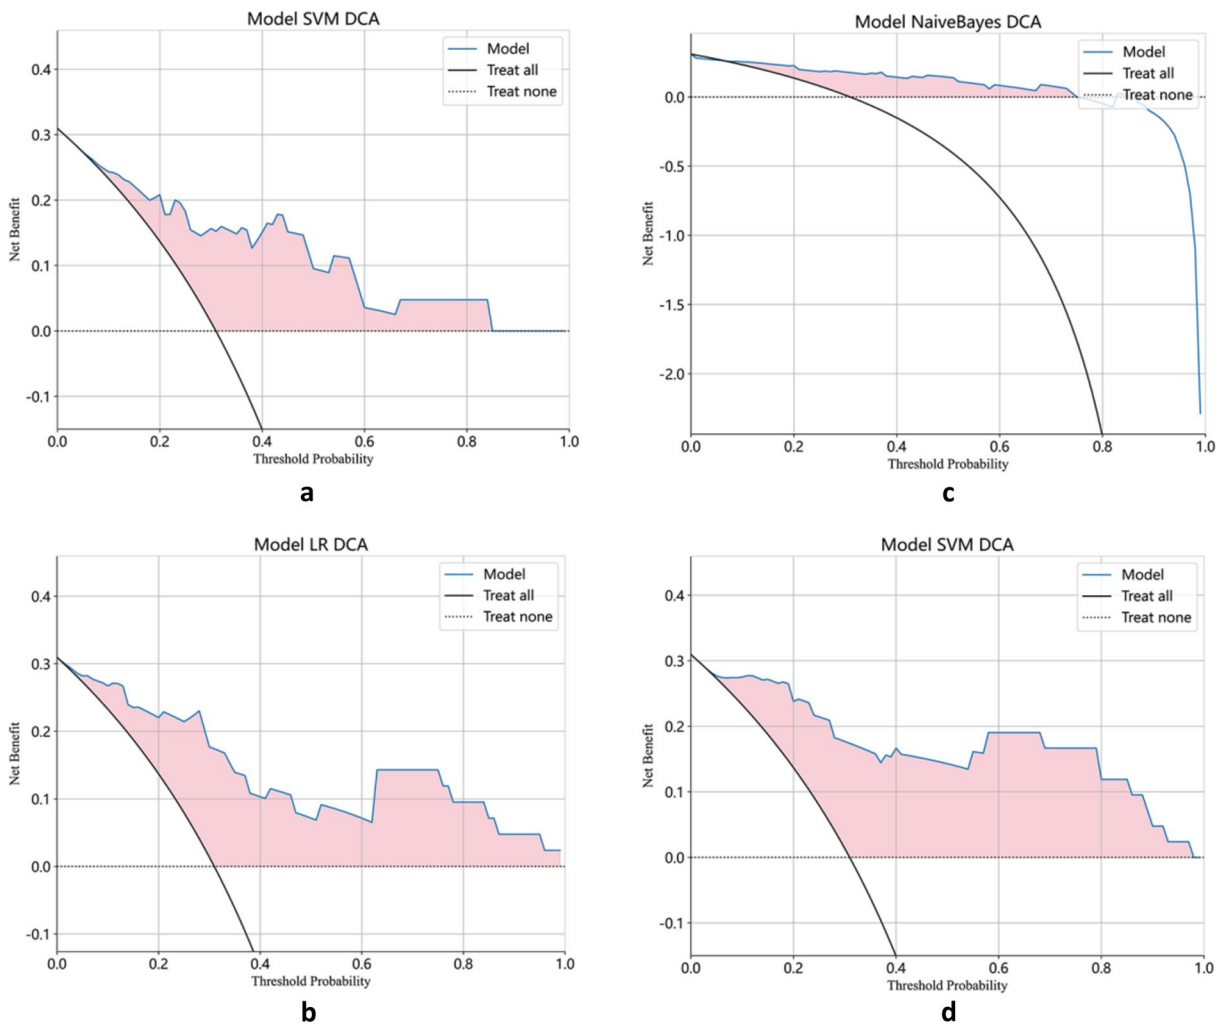 Model SVM DCA
Model
Treat all
Treat none
0.4
0.3
0.2
0.1
0.0
-0.1
Net Benefit
0.0 0.2 0.4 0.6 0.8 1.0
Threshold Probability
a
Model NaiveBayes DCA
Model
Treat all
Treat none
0.0
-0.5
-1.0
-1.5
-2.0
Net Benefit
0.0 0.2 0.4 0.6 0.8 1.0
Threshold Probability
c
Model LR DCA
Model
Treat all
Treat none
0.4
0.3
0.2
0.1
0.0
-0.1
Net Benefit
0.0 0.2 0.4 0.6 0.8 1.0
Threshold Probability
b
Model SVM DCA
Model
Treat all
Treat none
0.4
0.3
0.2
0.1
0.0
-0.1
Net Benefit
0.0 0.2 0.4 0.6 0.8 1.0
Threshold Probability
d